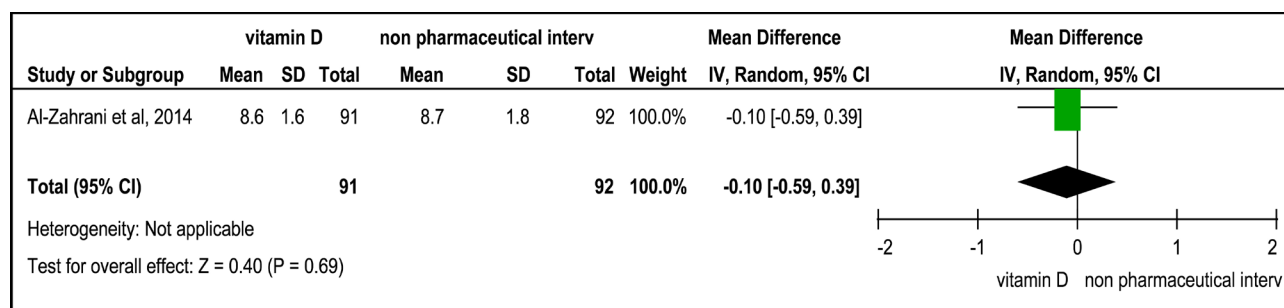 vitamin D non pharmaceutical interv Mean Difference Mean Difference
Study or Subgroup Mean SD Total Mean SD Total Weight IV, Random, 95% CI IV, Random, 95% CI
Al-Zahrani et al, 2014 8.6 1.6 91 8.7 1.8 92 100.0% -0.10 [-0.59, 0.39]
Total (95% CI) 91 92 100.0% -0.10 [-0.59, 0.39]
Heterogeneity: Not applicable
Test for overall effect: Z = 0.40 (P = 0.69)
-2 -1 0 1 2
vitamin D non pharmaceutical interv